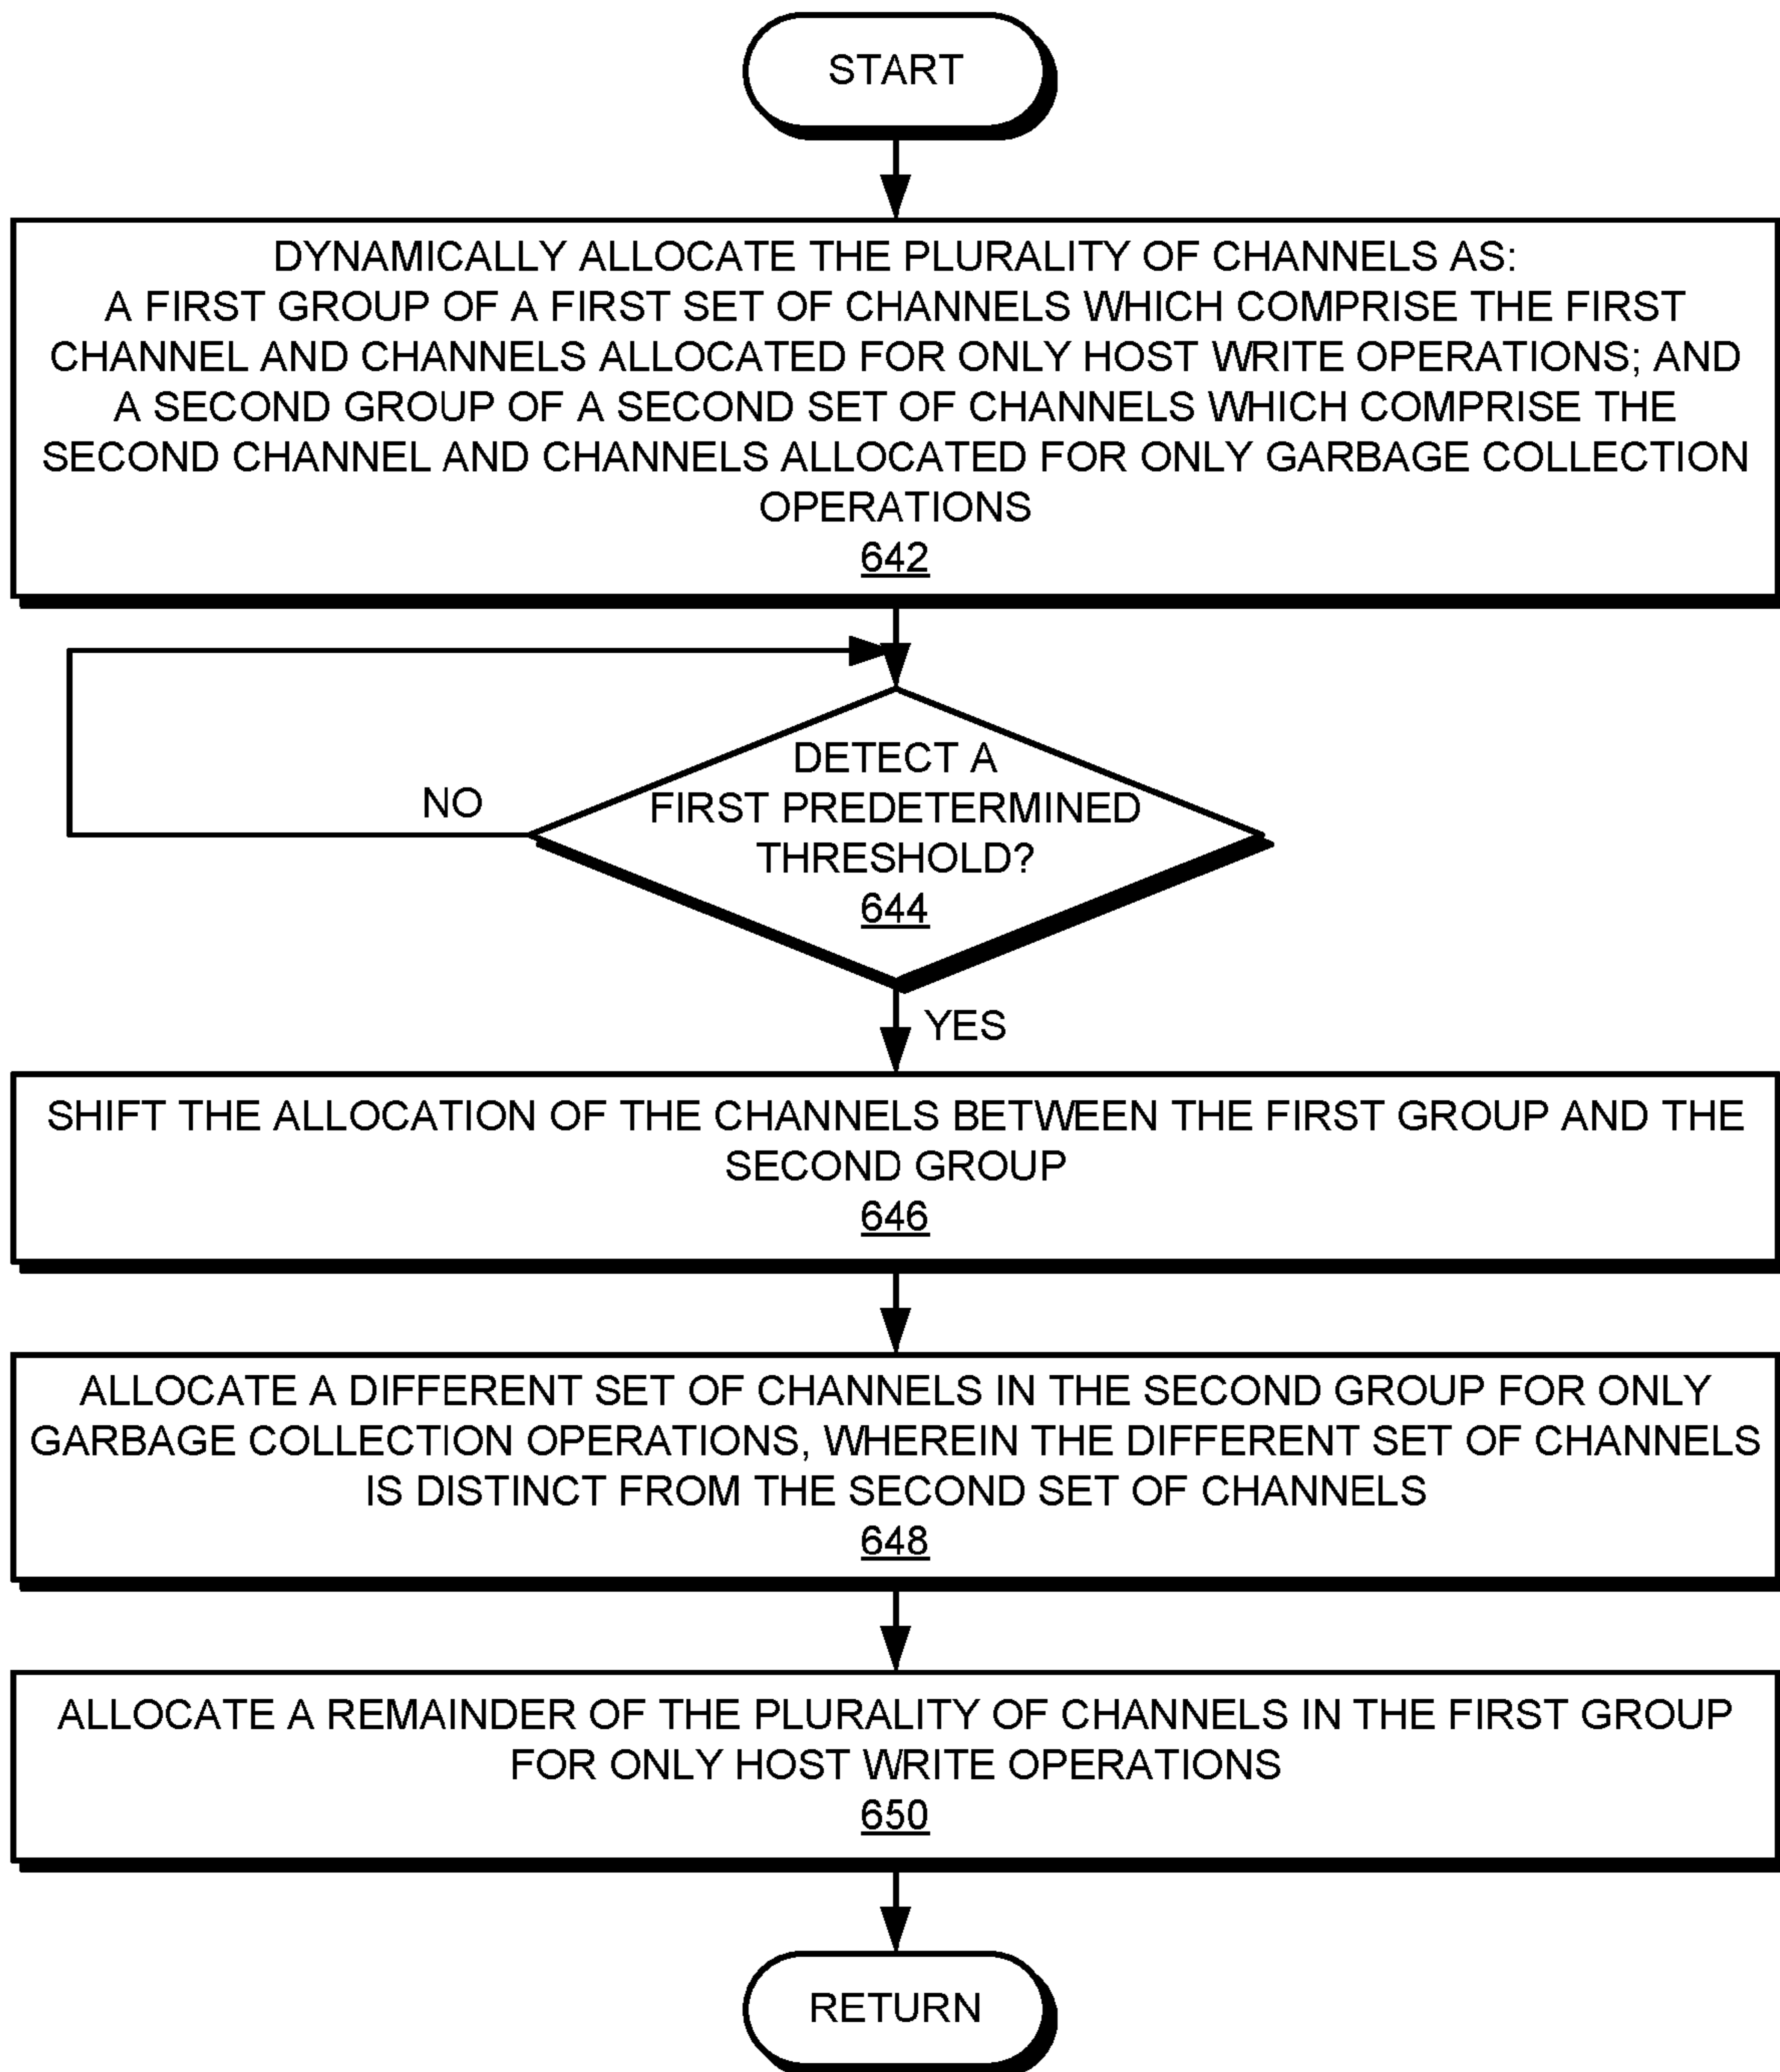 START
DYNAMICALLY ALLOCATE THE PLURALITY OF CHANNELS AS:
A FIRST GROUP OF A FIRST SET OF CHANNELS WHICH COMPRISE THE FIRST
CHANNEL AND CHANNELS ALLOCATED FOR ONLY HOST WRITE OPERATIONS; AND
A SECOND GROUP OF A SECOND SET OF CHANNELS WHICH COMPRISE THE
SECOND CHANNEL AND CHANNELS ALLOCATED FOR ONLY GARBAGE COLLECTION
OPERATIONS
642
DETECT A
FIRST PREDETERMINED
THRESHOLD?
644
NO
YES
SHIFT THE ALLOCATION OF THE CHANNELS BETWEEN THE FIRST GROUP AND THE
SECOND GROUP
646
ALLOCATE A DIFFERENT SET OF CHANNELS IN THE SECOND GROUP FOR ONLY
GARBAGE COLLECTION OPERATIONS, WHEREIN THE DIFFERENT SET OF CHANNELS
IS DISTINCT FROM THE SECOND SET OF CHANNELS
648
ALLOCATE A REMAINDER OF THE PLURALITY OF CHANNELS IN THE FIRST GROUP
FOR ONLY HOST WRITE OPERATIONS
650
RETURN